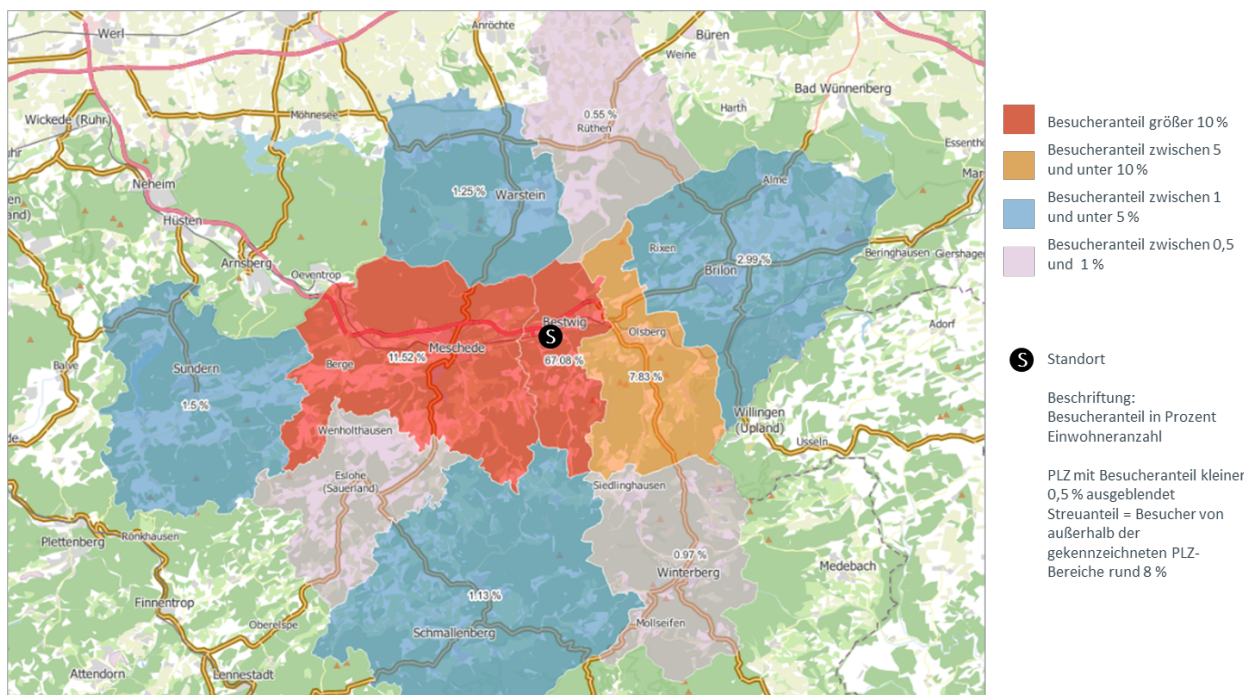 Werl
Anröchte
Büren
Weine
Bad Wünnenberg
Harth
Möhnesee
Wickede (Ruhr)
0.55 %
Rüthen
Essenth
Neheim
Alme
Mar
1.25 %
Warstein
Hüsten
Arnsberg
Oeventrop
Rixen
2.99 %
Brilon
Beringhausen
Giershagen
Bestwig
Olsberg
Adorf
Meschede
11.52 %
67.08 %
Berge
7.83 %
Balve
Sundern
1.5 %
Willingen
(Upland)
Usseln
Wenholthausen
Eslohe
(Sauerland)
Siedlinghausen
Plettenberg
Rönkhausen
0.97 %
Winterberg
Medebach
Finnentrop
1.13 %
Mollseifen
Oberelspe
Schmallenberg
Attendorn
Lennestadt
S
Besucheranteil größer 10 %
Besucheranteil zwischen 5
und unter 10 %
Besucheranteil zwischen 1
und unter 5 %
Besucheranteil zwischen 0,5
und 1 %
S
Standort
Beschriftung:
Besucheranteil in Prozent
Einwohneranzahl
PLZ mit Besucheranteil kleiner
0,5 % ausgeblendet
Streuanteil = Besucher von
außerhalb der
gekennzeichneten PLZ-
Bereiche rund 8 %